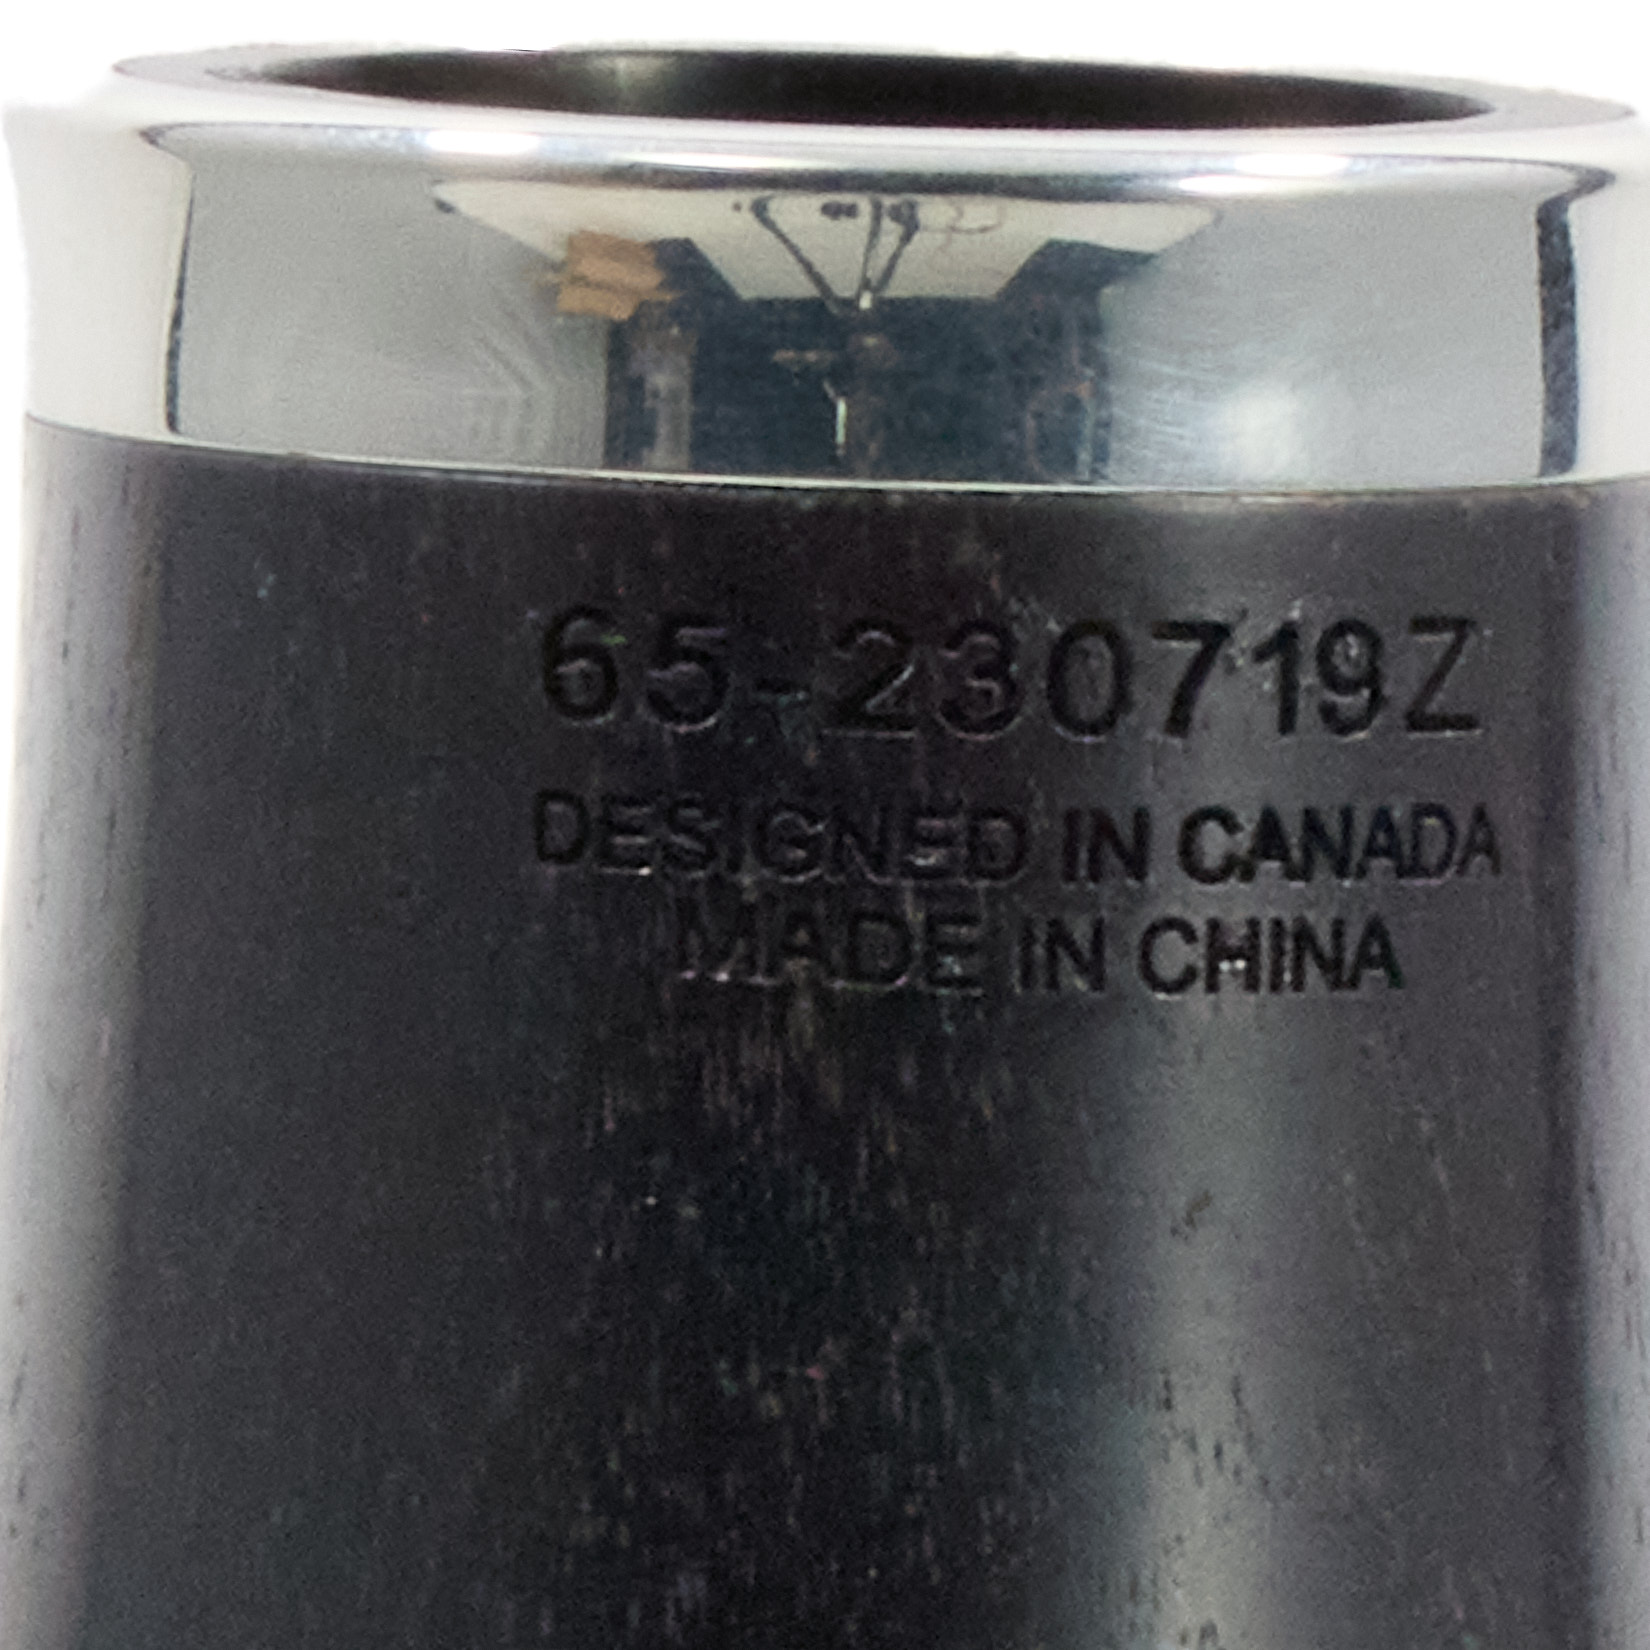 65-230719Z
DESIGNED IN CANADA
MADE IN CHINA